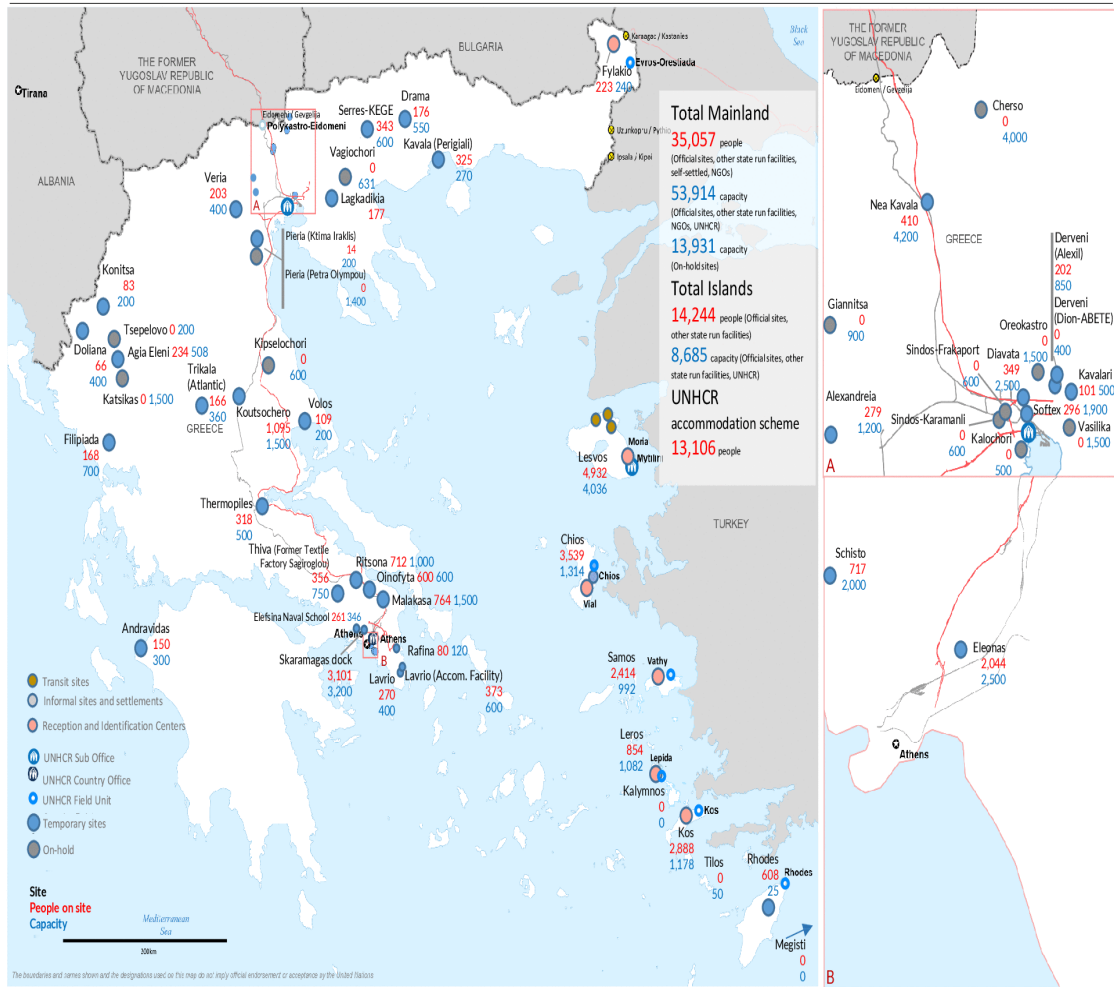 THE FORMER
YUGOSLAV REPUBLIC
OF MACEDONIA
BULGARIA
Black
Sea
Karaagac / Kastanies
Evros-Orestiada
Fylakio
223 240
Tirana
ALBANIA
Eidomeni / Gevgelija
Polykastro-Eidomeni
Serres-KEGE
343
600
Drama
176
550
Vagiochori
0
631
Kavala (Perigiali)
325
270
Lagkadikia
177
Uzunkopru / Pythio
Ipsala / Kipoi
Veria
203
400
A
Pieria (Ktima Iraklis)
14
200
Pieria (Petra Olympou)
0
1,400
Konitsa
83
200
Tsepelovo 0 200
Doliana
66
400
Agia Eleni 234 508
Katsikas 0 1,500
Trikala
(Atlantic)
166
360
Kipselochori
0
600
Koutsochero
1,095
1,500
Volos
109
200
GREECE
Filipiada
168
700
Thermopiles
318
500
Thiva (Former Textile
Factory Sagiroglou)
356
750
Ritsona 712 1,000
Oinofyta 600 600
Malakasa 764 1,500
Elefsina Naval School 261 346
Athens
Athens
Rafina 80 120
B
Skaramagas dock
3,101
3,200
Lavrio
270
400
Lavrio (Accom. Facility)
373
600
Andravidas
150
300
Total Mainland
35,057 people
(Official sites, other state run facilities,
self-settled, NGOs)
53,914 capacity
(Official sites, other state run facilities,
NGOs, UNHCR)
13,931 capacity
(On-hold sites)
Total Islands
14,244 people (Official sites,
other state run facilities)
8,685 capacity (Official sites, other
state run facilities, UNHCR)
UNHCR
accommodation scheme
13,106 people
Moria
Mytilini
Lesvos
4,932
4,036
TURKEY
Chios
3,539
1,314
Chios
Vial
Samos
2,414
992
Vathy
Leros
854
1,082
Lepida
Kalymnos
0
0
Kos
Kos
2,888
1,178
Tilos
0
50
Rhodes
608
25
Rhodes
Megisti
0
0
Transit sites
Informal sites and settlements
Reception and Identification Centers
UNHCR Sub Office
UNHCR Country Office
UNHCR Field Unit
Temporary sites
On-hold
Site
People on site
Capacity
Mediterranean
Sea
200km
The boundaries and names shown and the designations used on this map do not imply official endorsement or acceptance by the United Nations
THE FORMER
YUGOSLAV REPUBLIC
OF MACEDONIA
Eidomeni / Gevgelija
Cherso
0
4,000
Nea Kavala
410
4,200
GREECE
Derveni
(Alexil)
202
850
Derveni
(Dion-ABETE)
0
400
Giannitsa
0
900
Oreokastro
0
1,500
Sindos-Frakaport
0
600
Diavata
349
2500
Kavalari
101 500
Alexandreia
279
1,200
Softex 296 1,900
Sindos-Karamanli
0
600
Vasilika
0 1,500
Kalochori
0
500
A
Schisto
717
2,000
Eleonas
2,044
2,500
Athens
B